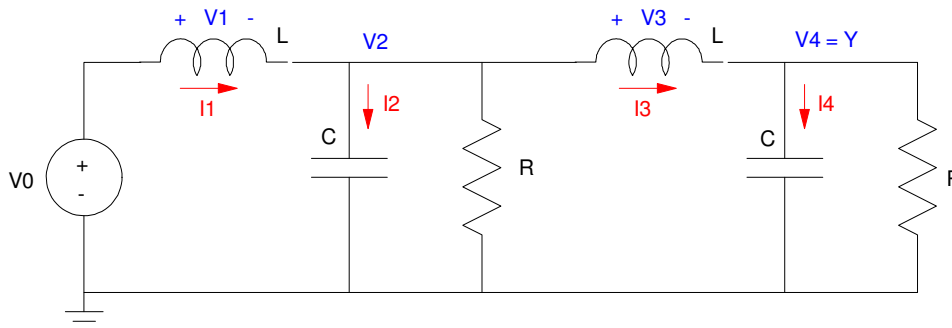 + V1 -
L
V2
+ V3 -
L
V4 = Y
I1
I2
I3
I4
C
C
R
V0
+
-